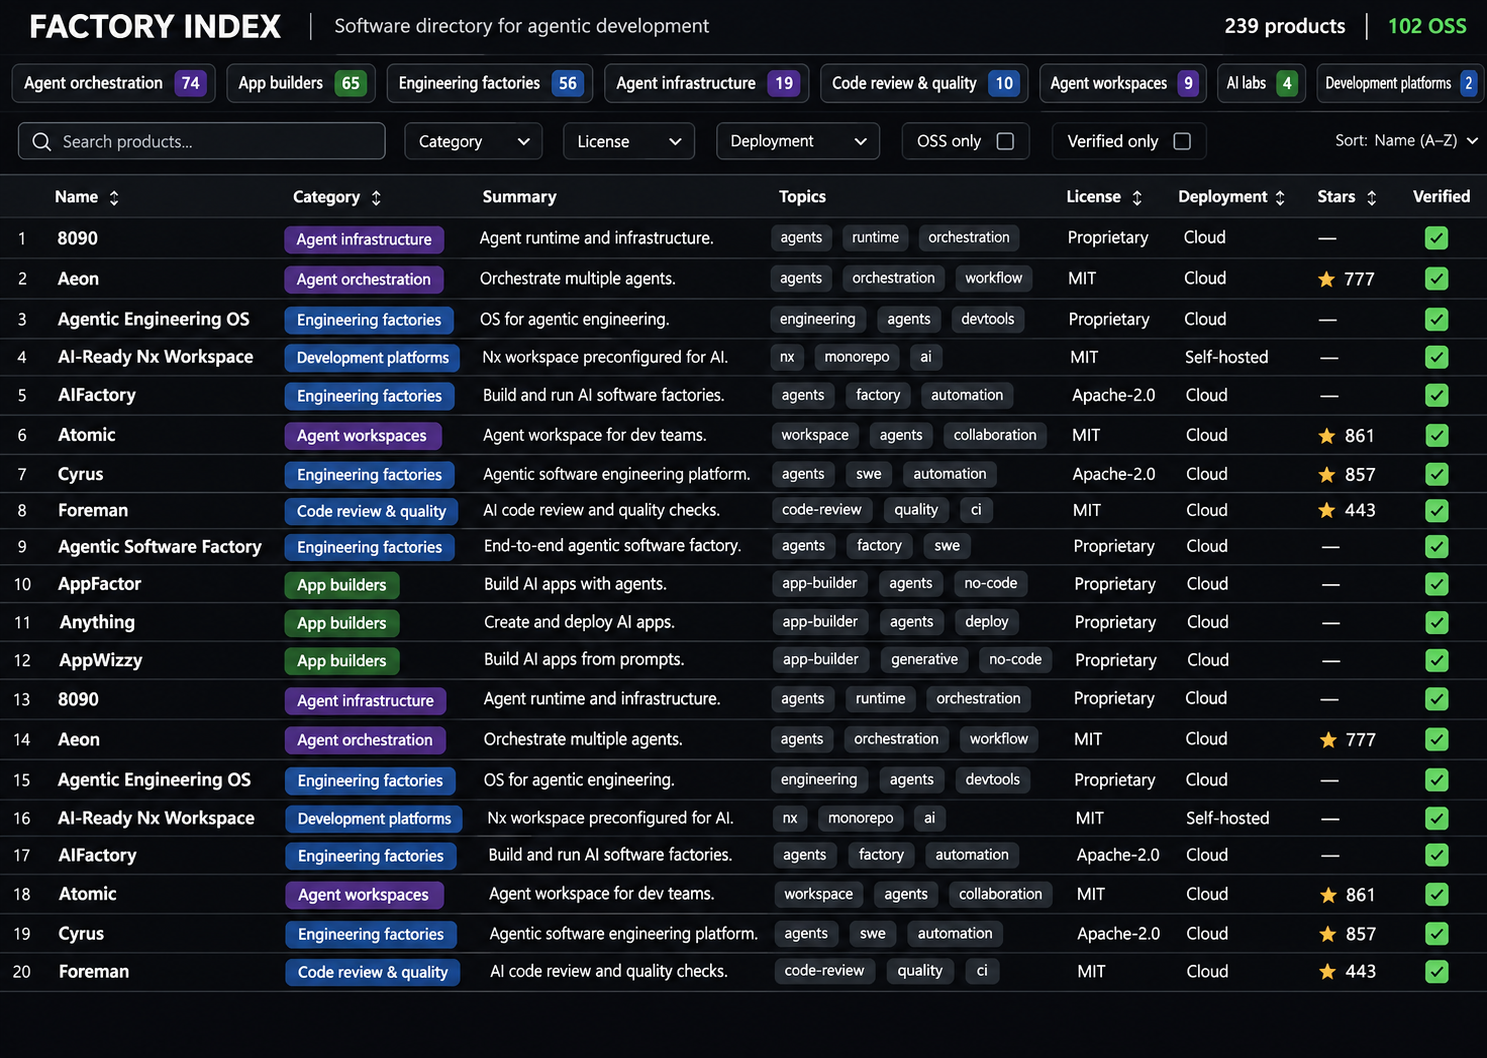 FACTORY INDEX | Software directory for agentic development 239 products | 102 OSS
Agent orchestration 74 App builders 65 Engineering factories 56 Agent infrastructure 19 Code review & quality 10 Agent workspaces 9 AI labs 4 Development platforms 2
Search products... Category License Deployment OSS only Verified only Sort: Name (A–Z)
Name Category Summary Topics License Deployment Stars Verified
1 8090 Agent infrastructure Agent runtime and infrastructure. agents runtime orchestration Proprietary Cloud —
2 Aeon Agent orchestration Orchestrate multiple agents. agents orchestration workflow MIT Cloud 777
3 Agentic Engineering OS Engineering factories OS for agentic engineering. engineering agents devtools Proprietary Cloud —
4 AI-Ready Nx Workspace Development platforms Nx workspace preconfigured for AI. nx monorepo ai MIT Self-hosted —
5 AIFactory Engineering factories Build and run AI software factories. agents factory automation Apache-2.0 Cloud —
6 Atomic Agent workspaces Agent workspace for dev teams. workspace agents collaboration MIT Cloud 861
7 Cyrus Engineering factories Agentic software engineering platform. agents swe automation Apache-2.0 Cloud 857
8 Foreman Code review & quality AI code review and quality checks. code-review quality ci MIT Cloud 443
9 Agentic Software Factory Engineering factories End-to-end agentic software factory. agents factory swe Proprietary Cloud —
10 AppFactor App builders Build AI apps with agents. app-builder agents no-code Proprietary Cloud —
11 Anything App builders Create and deploy AI apps. app-builder agents deploy Proprietary Cloud —
12 AppWizzy App builders Build AI apps from prompts. app-builder generative no-code Proprietary Cloud —
13 8090 Agent infrastructure Agent runtime and infrastructure. agents runtime orchestration Proprietary Cloud —
14 Aeon Agent orchestration Orchestrate multiple agents. agents orchestration workflow MIT Cloud 777
15 Agentic Engineering OS Engineering factories OS for agentic engineering. engineering agents devtools Proprietary Cloud —
16 AI-Ready Nx Workspace Development platforms Nx workspace preconfigured for AI. nx monorepo ai MIT Self-hosted —
17 AIFactory Engineering factories Build and run AI software factories. agents factory automation Apache-2.0 Cloud —
18 Atomic Agent workspaces Agent workspace for dev teams. workspace agents collaboration MIT Cloud 861
19 Cyrus Engineering factories Agentic software engineering platform. agents swe automation Apache-2.0 Cloud 857
20 Foreman Code review & quality AI code review and quality checks. code-review quality ci MIT Cloud 443